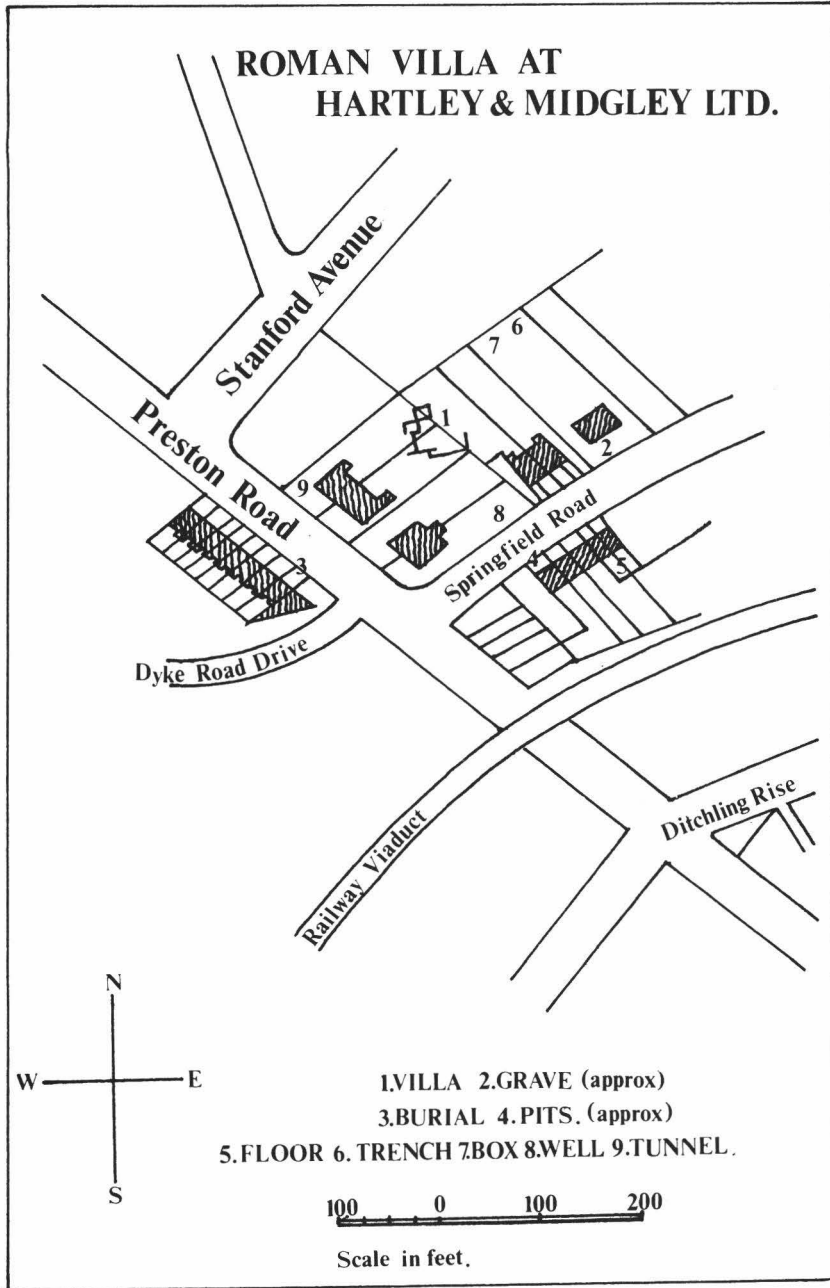 ROMAN VILLA AT
HARTLEY & MIDGLEY LTD.
Stanford Avenue
Preston Road
1
7
6
2
9
8
3
4
5
Springfield Road
Dyke Road Drive
Railway Viaduct
Ditchling Rise
N
W
E
S
1.VILLA 2.GRAVE (approx)
3.BURIAL 4.PITS. (approx)
5.FLOOR 6.TRENCH 7.BOX 8.WELL 9.TUNNEL.
100 0 100 200
Scale in feet.